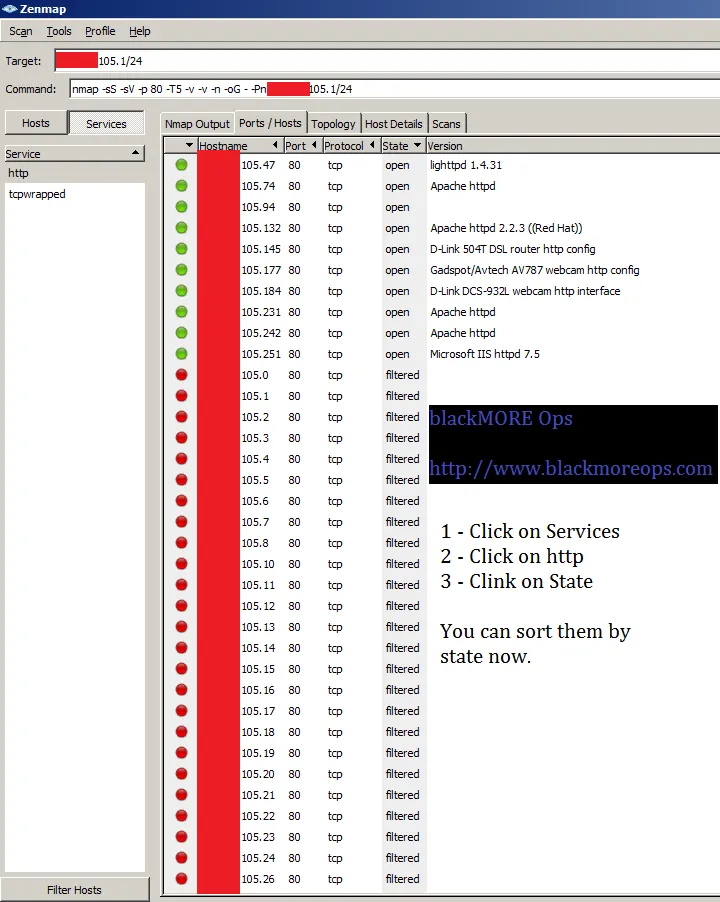 Zenmap
Scan Tools Profile Help
Target: 105.1/24
Command: nmap -sS -sV -p 80 -T5 -v -v -n -oG - -Pn 105.1/24
Hosts Services Nmap Output Ports / Hosts Topology Host Details Scans
Service Hostname Port Protocol State Version
http 105.47 80 tcp open lighttpd 1.4.31
tcpwrapped 105.74 80 tcp open Apache httpd
105.94 80 tcp open
105.132 80 tcp open Apache httpd 2.2.3 ((Red Hat))
105.145 80 tcp open D-Link 504T DSL router http config
105.177 80 tcp open Gadspot/Avtech AV787 webcam http config
105.184 80 tcp open D-Link DCS-932L webcam http interface
105.231 80 tcp open Apache httpd
105.242 80 tcp open Apache httpd
105.251 80 tcp open Microsoft IIS httpd 7.5
105.0 80 tcp filtered
105.1 80 tcp filtered
105.2 80 tcp filtered
105.3 80 tcp filtered
105.4 80 tcp filtered
105.5 80 tcp filtered
105.6 80 tcp filtered
105.7 80 tcp filtered
105.8 80 tcp filtered
105.10 80 tcp filtered
105.11 80 tcp filtered
105.12 80 tcp filtered
105.13 80 tcp filtered
105.14 80 tcp filtered
105.15 80 tcp filtered
105.16 80 tcp filtered
105.17 80 tcp filtered
105.18 80 tcp filtered
105.19 80 tcp filtered
105.20 80 tcp filtered
105.21 80 tcp filtered
105.22 80 tcp filtered
105.23 80 tcp filtered
105.24 80 tcp filtered
105.26 80 tcp filtered
blackMORE Ops
http://www.blackmoreops.com
1 - Click on Services
2 - Click on http
3 - Clink on State
You can sort them by
state now.
Filter Hosts